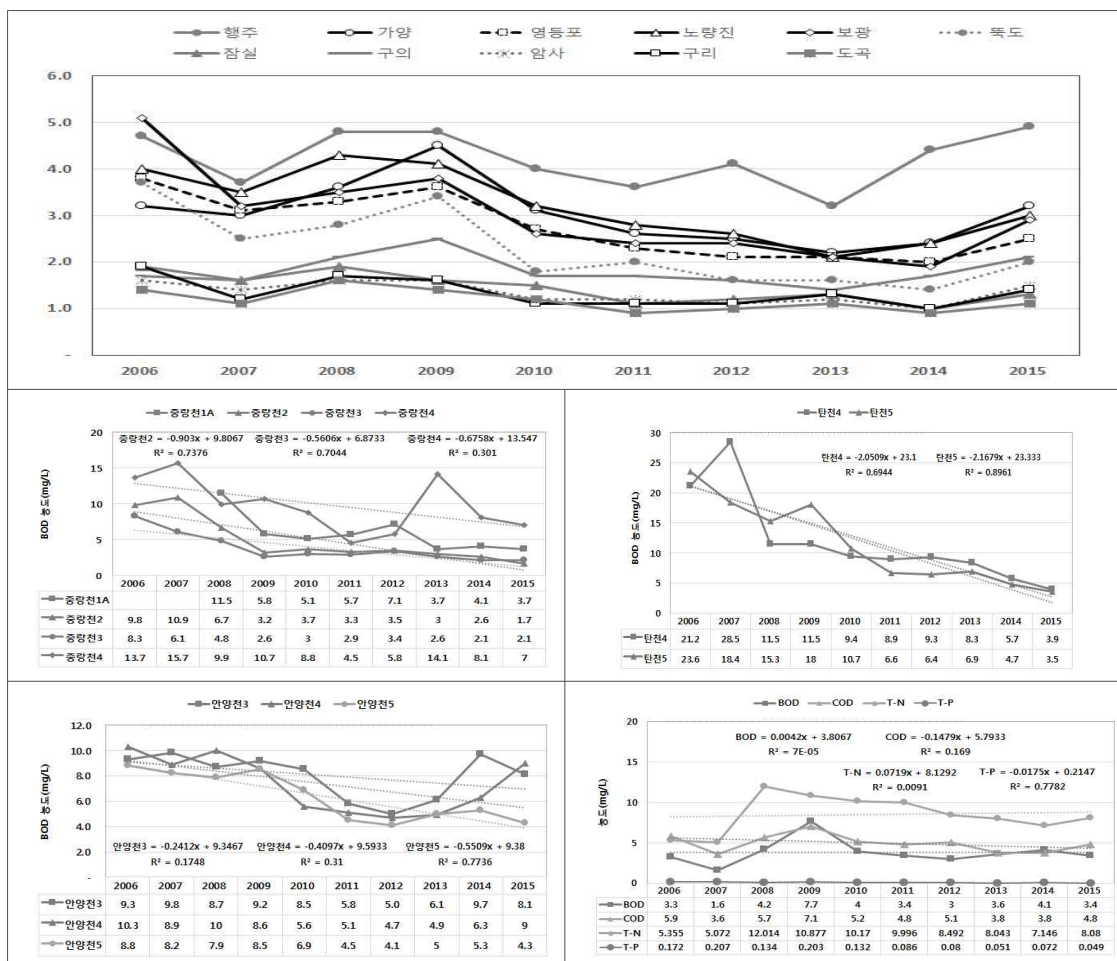 행주 가양 영등포 노량진 보광 뚝도
잠실 구의 암사 구리 도곡
6.0
5.0
4.0
3.0
2.0
1.0
-
2006 2007 2008 2009 2010 2011 2012 2013 2014 2015
중랑천1A 중랑천2 중랑천3 중랑천4
중랑천2 = -0.903x + 9.8067 중랑천3 = -0.5606x + 6.8733 중랑천4 = -0.6758x + 13.547
R² = 0.7376 R² = 0.7044 R² = 0.301
BOD 농도(mg/L)
20
15
10
5
0
2006 2007 2008 2009 2010 2011 2012 2013 2014 2015
중랑천1A 11.5 5.8 5.1 5.7 7.1 3.7 4.1 3.7
중랑천2 9.8 10.9 6.7 3.2 3.7 3.3 3.5 3 2.6 1.7
중랑천3 8.3 6.1 4.8 2.6 3 2.9 3.4 2.6 2.1 2.1
중랑천4 13.7 15.7 9.9 10.7 8.8 4.5 5.8 14.1 8.1 7
탄천4 탄천5
탄천4 = -2.0509x + 23.1 탄천5 = -2.1679x + 23.333
R² = 0.6944 R² = 0.8961
BOD 농도(mg/L)
30
25
20
15
10
5
0
2006 2007 2008 2009 2010 2011 2012 2013 2014 2015
탄천4 21.2 28.5 11.5 11.5 9.4 8.9 9.3 8.3 5.7 3.9
탄천5 23.6 18.4 15.3 18 10.7 6.6 6.4 6.9 4.7 3.5
안양천3 안양천4 안양천5
BOD 농도(mg/L)
12.0
10.0
8.0
6.0
4.0
2.0
-
안양천3 = -0.2412x + 9.3467 안양천4 = -0.4097x + 9.5933 안양천5 = -0.5509x + 9.38
R² = 0.1748 R² = 0.31 R² = 0.7736
2006 2007 2008 2009 2010 2011 2012 2013 2014 2015
안양천3 9.3 9.8 8.7 9.2 8.5 5.8 5.0 6.1 9.7 8.1
안양천4 10.3 8.9 10 8.6 5.6 5.1 4.7 4.9 6.3 9
안양천5 8.8 8.2 7.9 8.5 6.9 4.5 4.1 5 5.3 4.3
BOD COD T-N T-P
BOD = 0.0042x + 3.8067 COD = -0.1479x + 5.7933
R² = 7E-05 R² = 0.169
T-N = 0.0719x + 8.1292 T-P = -0.0175x + 0.2147
R² = 0.0091 R² = 0.7782
농도(mg/L)
20
15
10
5
0
2006 2007 2008 2009 2010 2011 2012 2013 2014 2015
BOD 3.3 1.6 4.2 7.7 4 3.4 3 3.6 4.1 3.4
COD 5.9 3.6 5.7 7.1 5.2 4.8 5.1 3.8 3.8 4.8
T-N 5.355 5.072 12.014 10.877 10.17 9.996 8.492 8.043 7.146 8.08
T-P 0.172 0.207 0.134 0.203 0.132 0.086 0.08 0.051 0.072 0.049